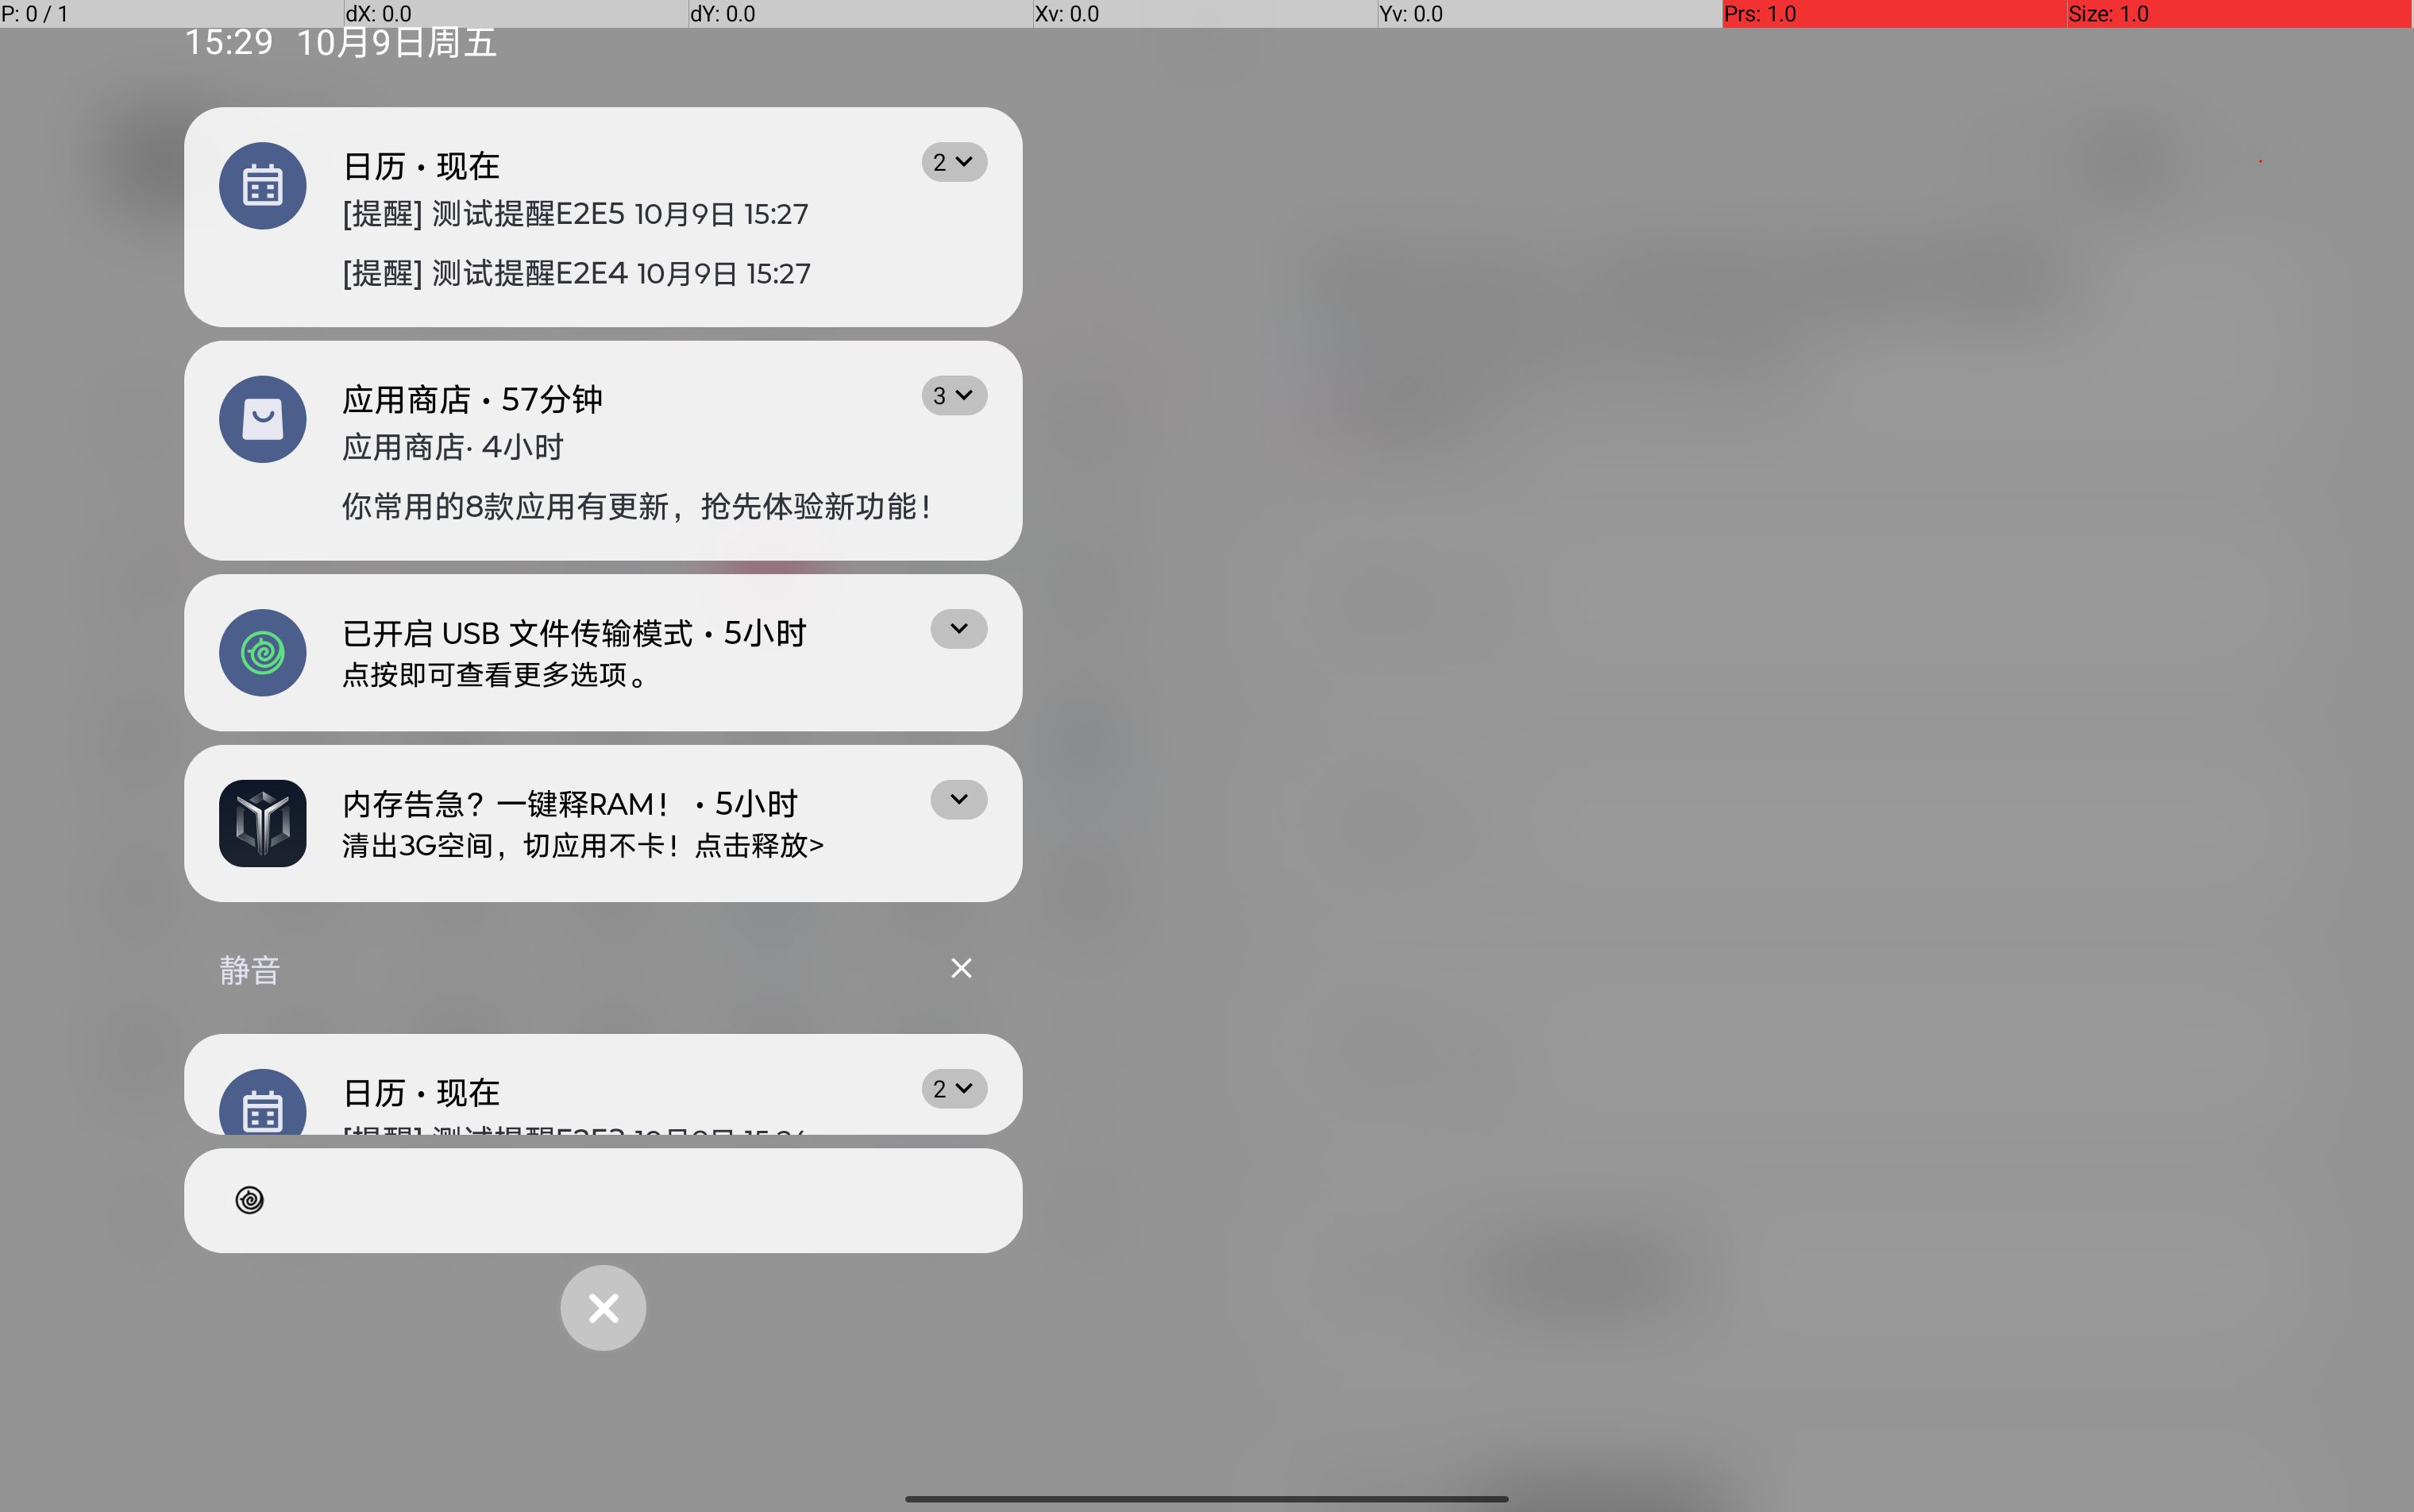 P: 0 / 1
dX: 0.0
dY: 0.0
Xv: 0.0
Yv: 0.0
Prs: 1.0
Size: 1.0
15:29 10月9日周五
日历 • 现在
2
[提醒] 测试提醒E2E5 10月9日 15:27
[提醒] 测试提醒E2E4 10月9日 15:27
应用商店 • 57分钟
3
应用商店· 4小时
你常用的8款应用有更新，抢先体验新功能！
已开启 USB 文件传输模式 • 5小时
点按即可查看更多选项。
内存告急？一键释RAM！ • 5小时
清出3G空间，切应用不卡！点击释放>
静音
日历 • 现在
2